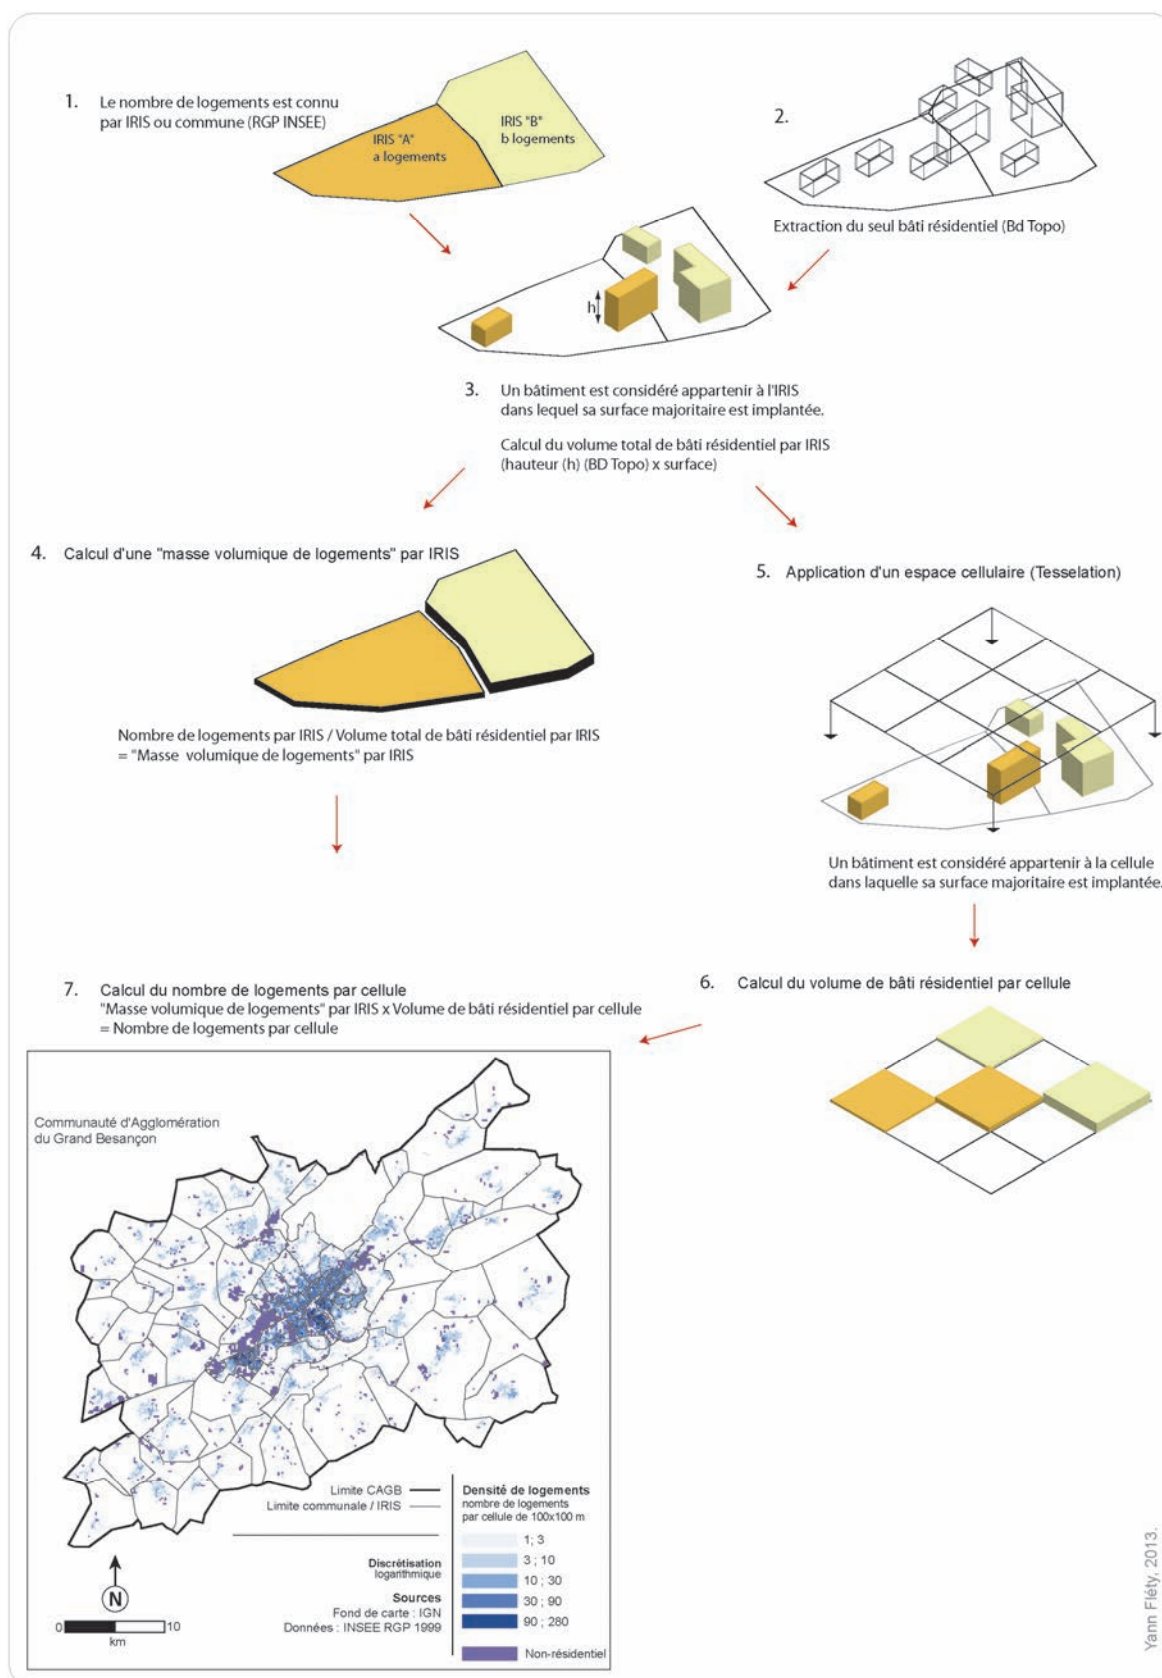 1. Le nombre de logements est connu
par IRIS ou commune (RGP INSEE)
IRIS "A"
a logements
IRIS "B"
b logements
2.
Extraction du seul bâti résidentiel (Bd Topo)
h
3. Un bâtiment est considéré appartenir à l'IRIS
dans lequel sa surface majoritaire est implantée.
Calcul du volume total de bâti résidentiel par IRIS
(hauteur (h) (BD Topo) x surface)
4. Calcul d'une "masse volumique de logements" par IRIS
Nombre de logements par IRIS / Volume total de bâti résidentiel par IRIS
= "Masse volumique de logements" par IRIS
5. Application d'un espace cellulaire (Tesselation)
Un bâtiment est considéré appartenir à la cellule
dans laquelle sa surface majoritaire est implantée.
6. Calcul du volume de bâti résidentiel par cellule
7. Calcul du nombre de logements par cellule
"Masse volumique de logements" par IRIS x Volume de bâti résidentiel par cellule
= Nombre de logements par cellule
Communauté d'Agglomération
du Grand Besançon
Limite CAGB
Limite communale / IRIS
Discrétisation
logarithmique
Sources
Fond de carte : IGN
Données : INSEE RGP 1999
N
0 10
km
Densité de logements
nombre de logements
par cellule de 100x100 m
1; 3
3 ; 10
10 ; 30
30 ; 90
90 ; 280
Non-résidentiel
Yann Fléty, 2013.